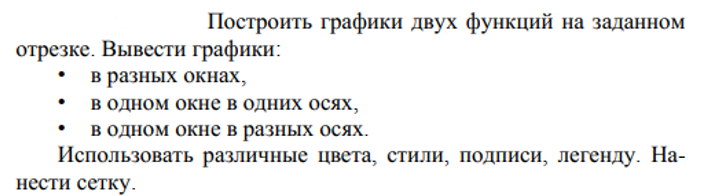 Построить графики двух функций на заданном
отрезке. Вывести графики:
• в разных окнах,
• в одном окне в одних осях,
• в одном окне в разных осях.
Использовать различные цвета, стили, подписи, легенду. На-
нести сетку.